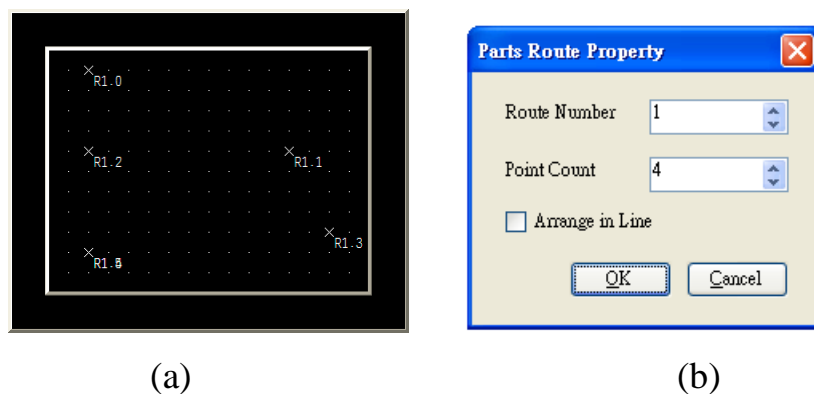 R1.0
R1.2
R1.1
R1.3
Parts Route Property
Route Number 1
Point Count 4
Arrange in Line
OK Cancel
(a) (b)